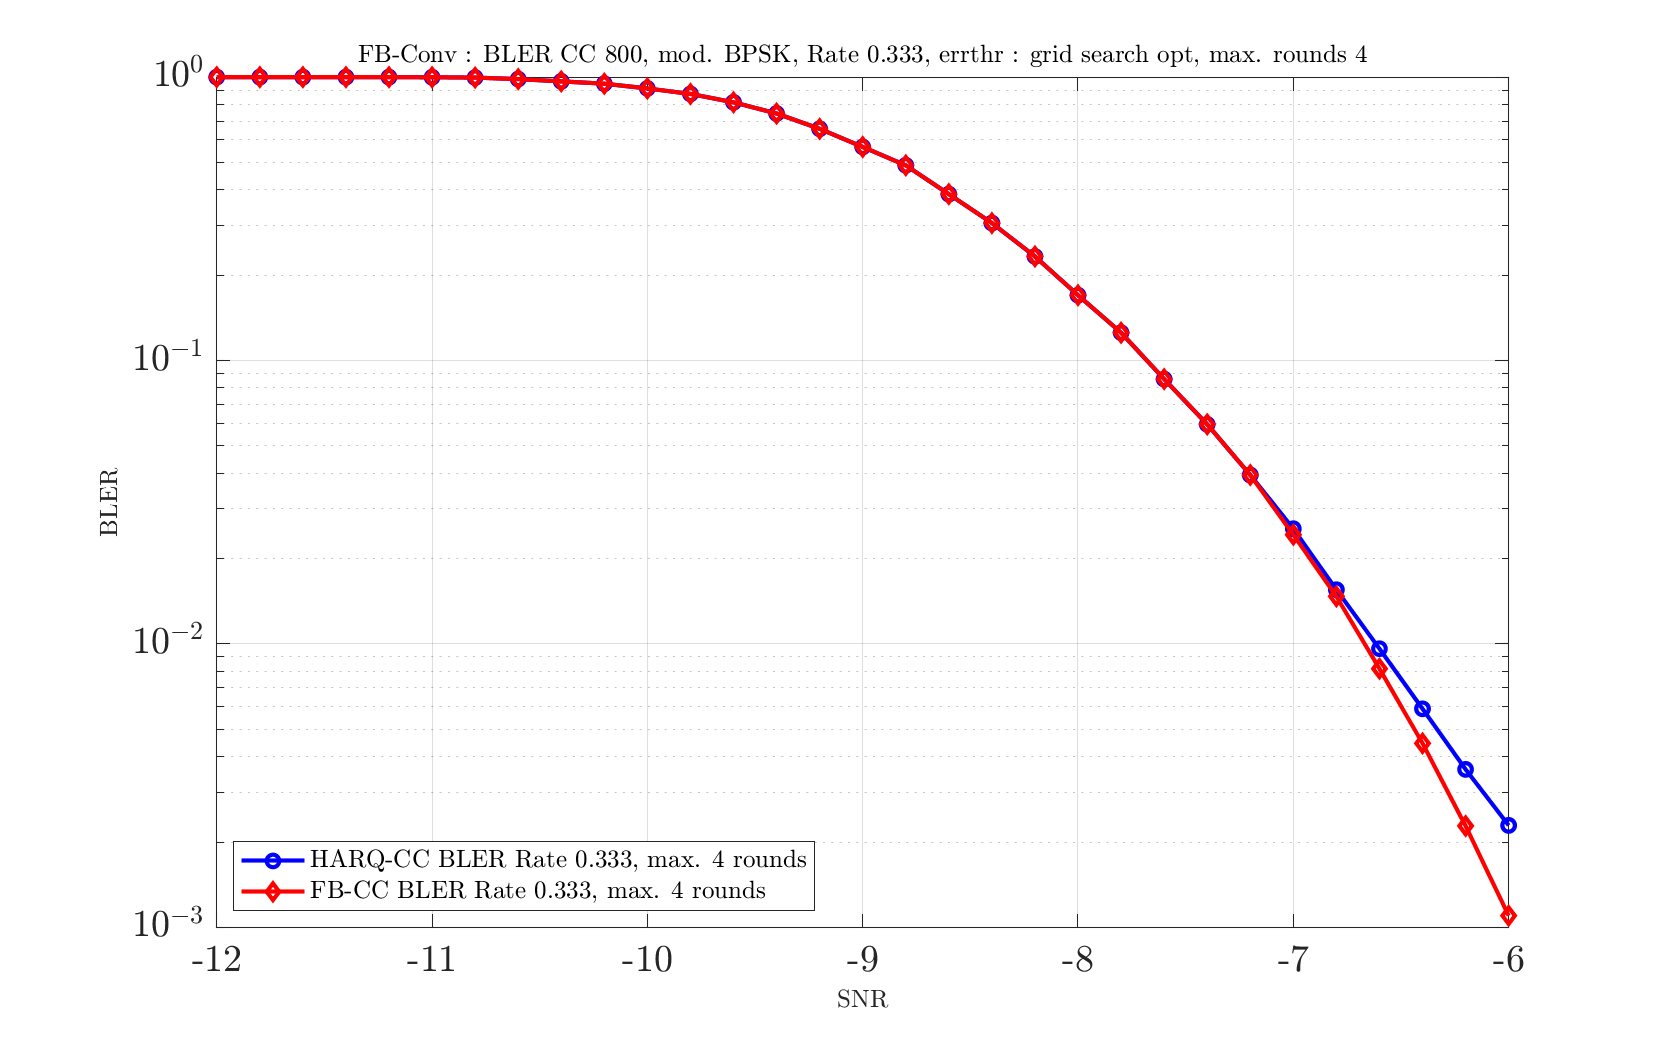 FB-Conv : BLER CC 800, mod. BPSK, Rate 0.333, errthr : grid search opt, max. rounds 4
10^0
10^{-1}
10^{-2}
10^{-3}
BLER
HARQ-CC BLER Rate 0.333, max. 4 rounds
FB-CC BLER Rate 0.333, max. 4 rounds
-12 -11 -10 -9 -8 -7 -6
SNR